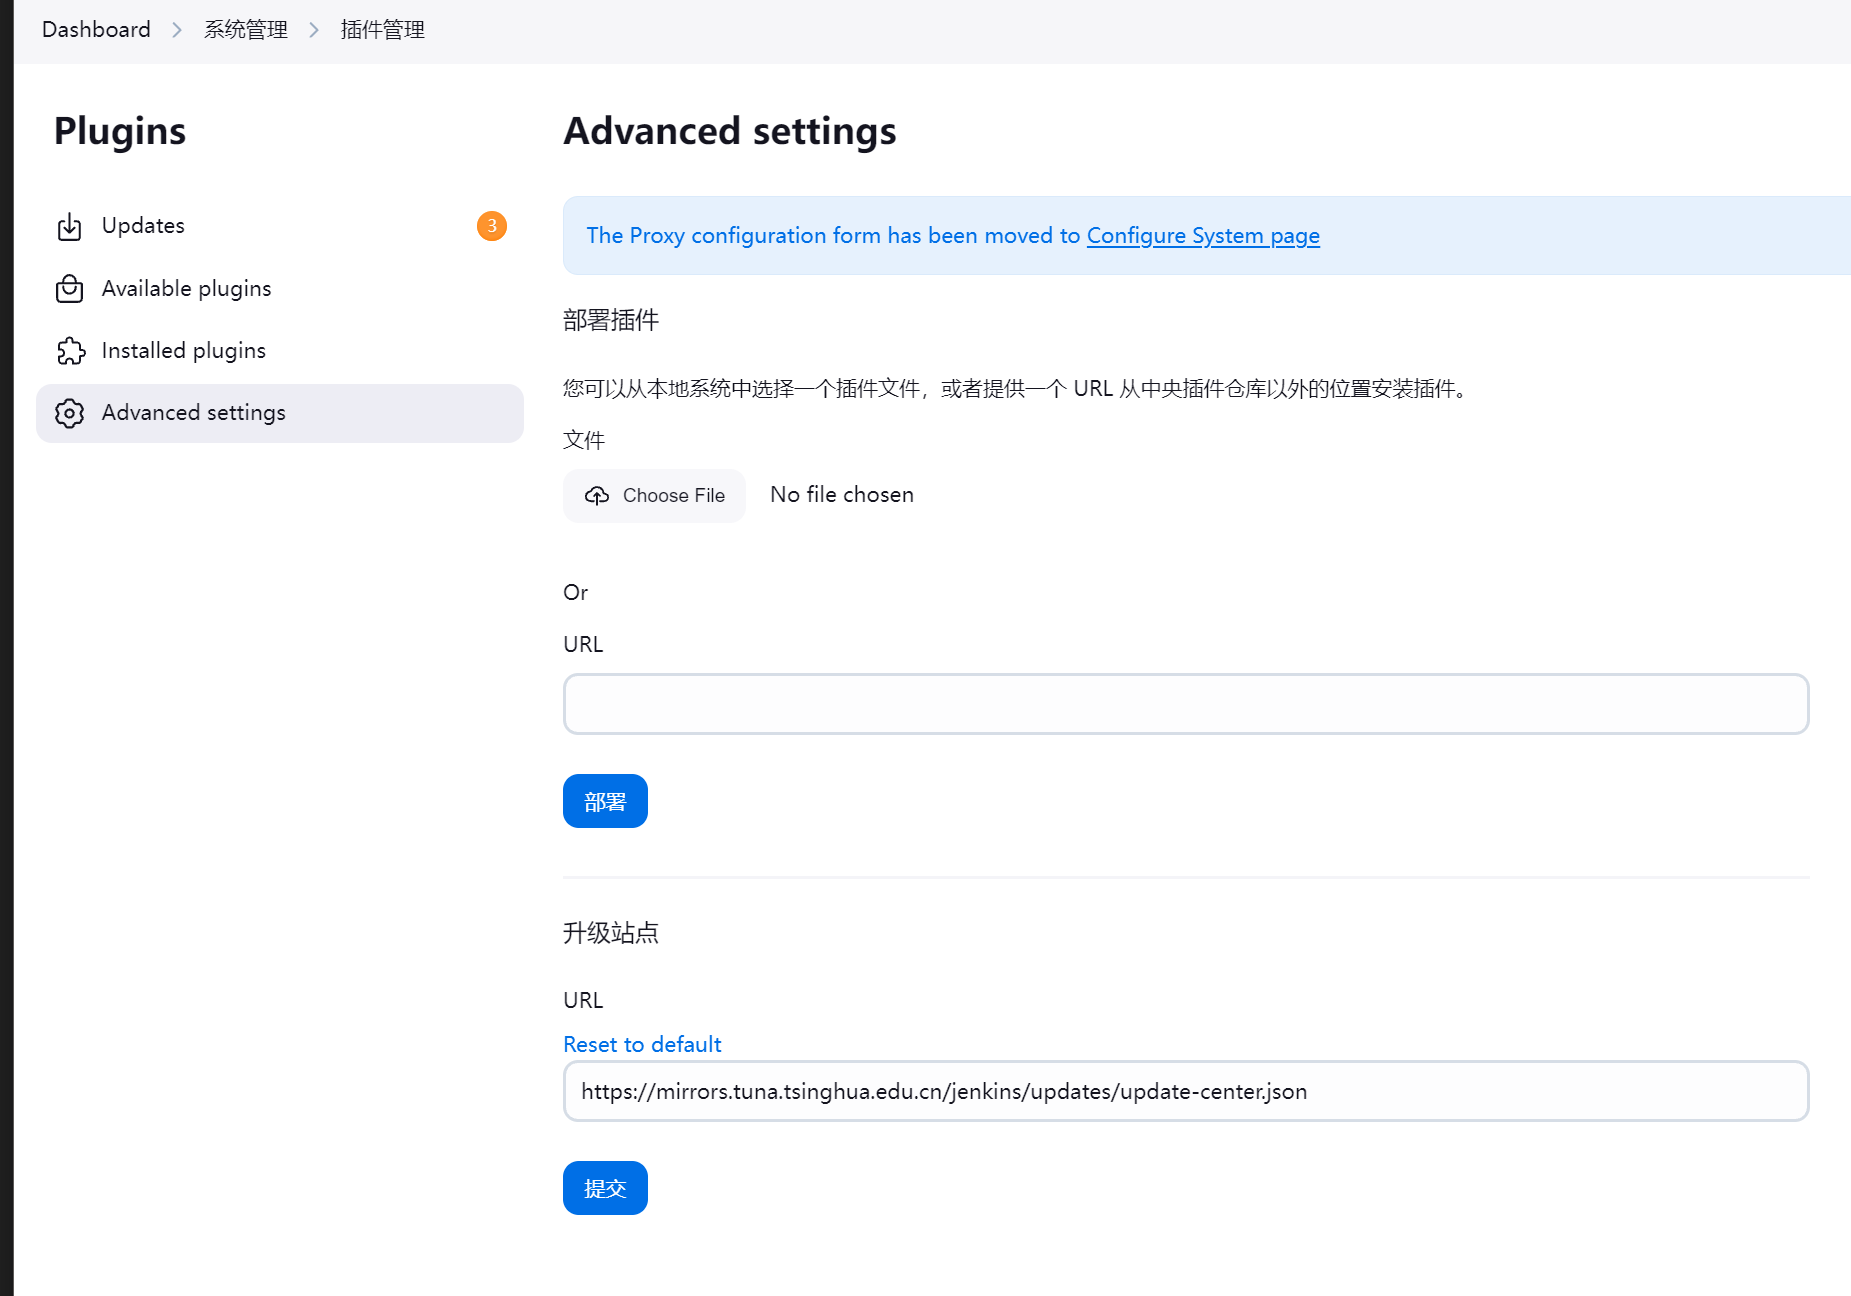 Dashboard > 系统管理 > 插件管理
Plugins
Updates 3
Available plugins
Installed plugins
Advanced settings
Advanced settings
The Proxy configuration form has been moved to Configure System page
部署插件
您可以从本地系统中选择一个插件文件，或者提供一个 URL 从中央插件仓库以外的位置安装插件。
文件
Choose File No file chosen
Or
URL
部署
升级站点
URL
Reset to default
https://mirrors.tuna.tsinghua.edu.cn/jenkins/updates/update-center.json
提交